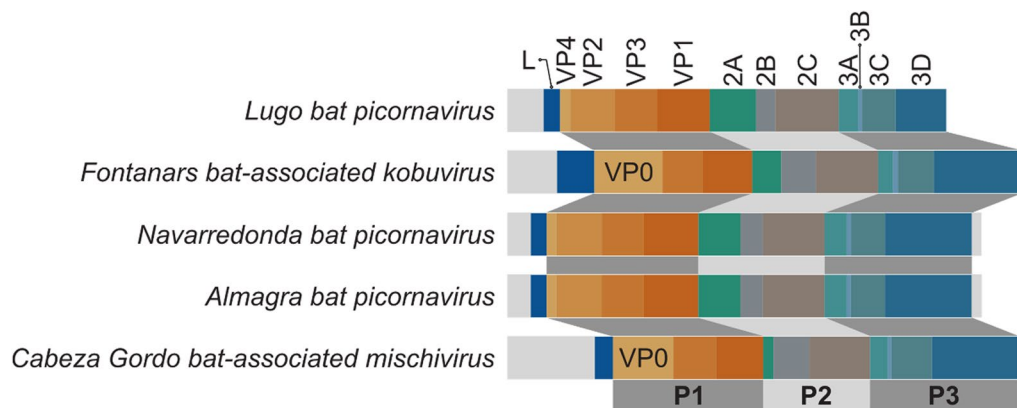 L VP4 VP2 VP3 VP1 2A 2B 2C 3A 3B 3C 3D
Lugo bat picornavirus
Fontanars bat-associated kobuvirus
VP0
Navarredonda bat picornavirus
Almagra bat picornavirus
Cabeza Gordo bat-associated mischivirus
VP0
P1 P2 P3